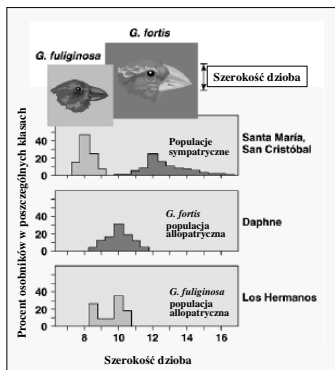 G. fortis
G. fuliginosa
Szerokość dzioba
Procent osobników w poszczególnych klasach
40
20
0
Populacje
sympatryczne
Santa María,
San Cristóbal
40
20
0
G. fortis
populacja
allopatryczna
Daphne
40
20
0
G. fuliginosa
populacja
allopatryczna
Los Hermanos
8 10 12 14 16
Szerokość dzioba